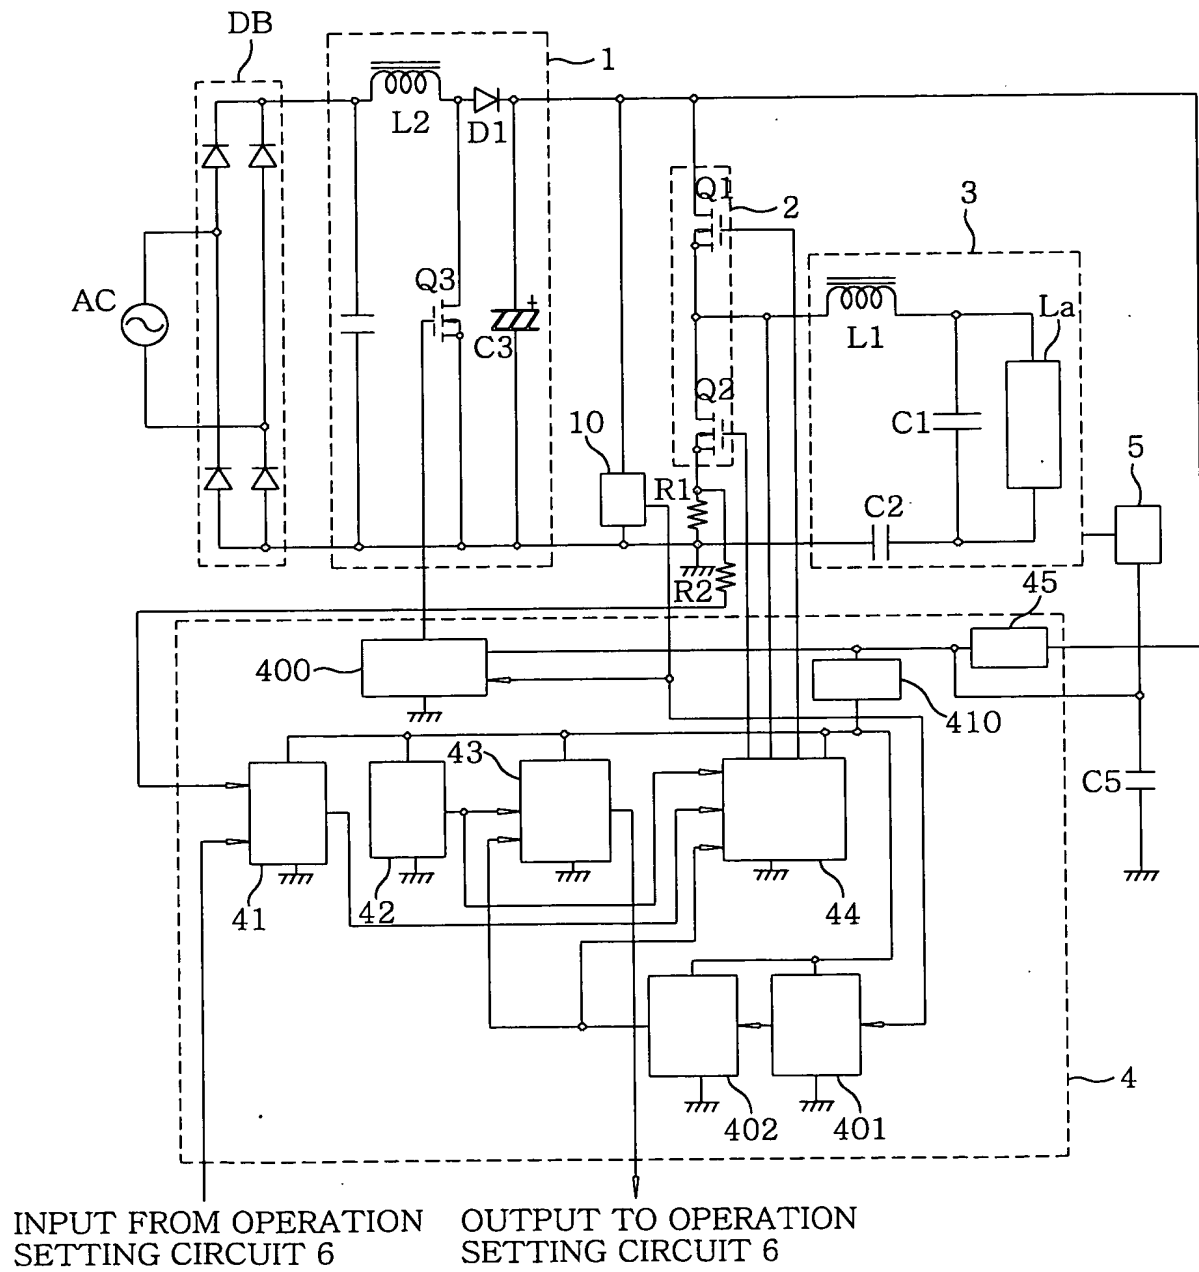 DB
1
L2
D1
Q1
2
3
AC
Q3
C3
L1
La
Q2
10
C1
5
R1
C2
R2
45
400
410
43
C5
41
42
44
402
401
4
+
INPUT FROM OPERATION
SETTING CIRCUIT 6
OUTPUT TO OPERATION
SETTING CIRCUIT 6